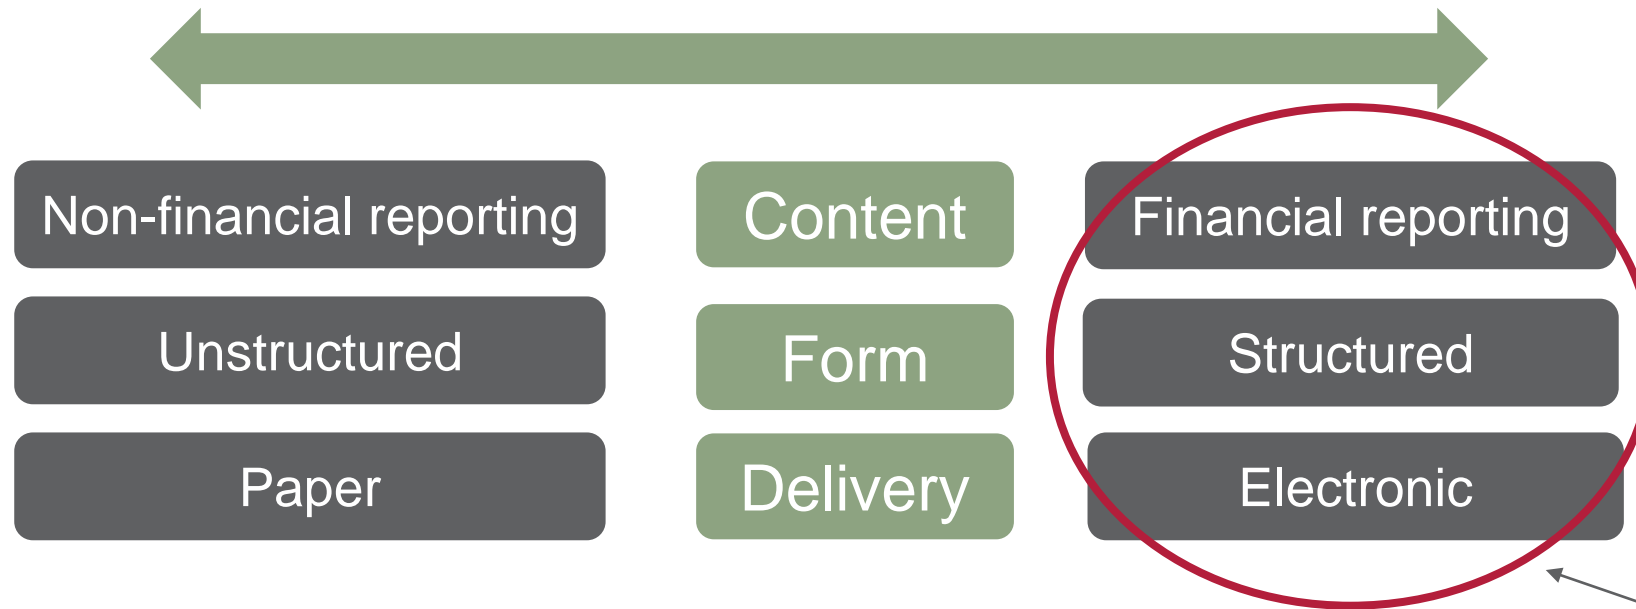 Non-financial reporting
Content
Financial reporting
Unstructured
Form
Structured
Paper
Delivery
Electronic